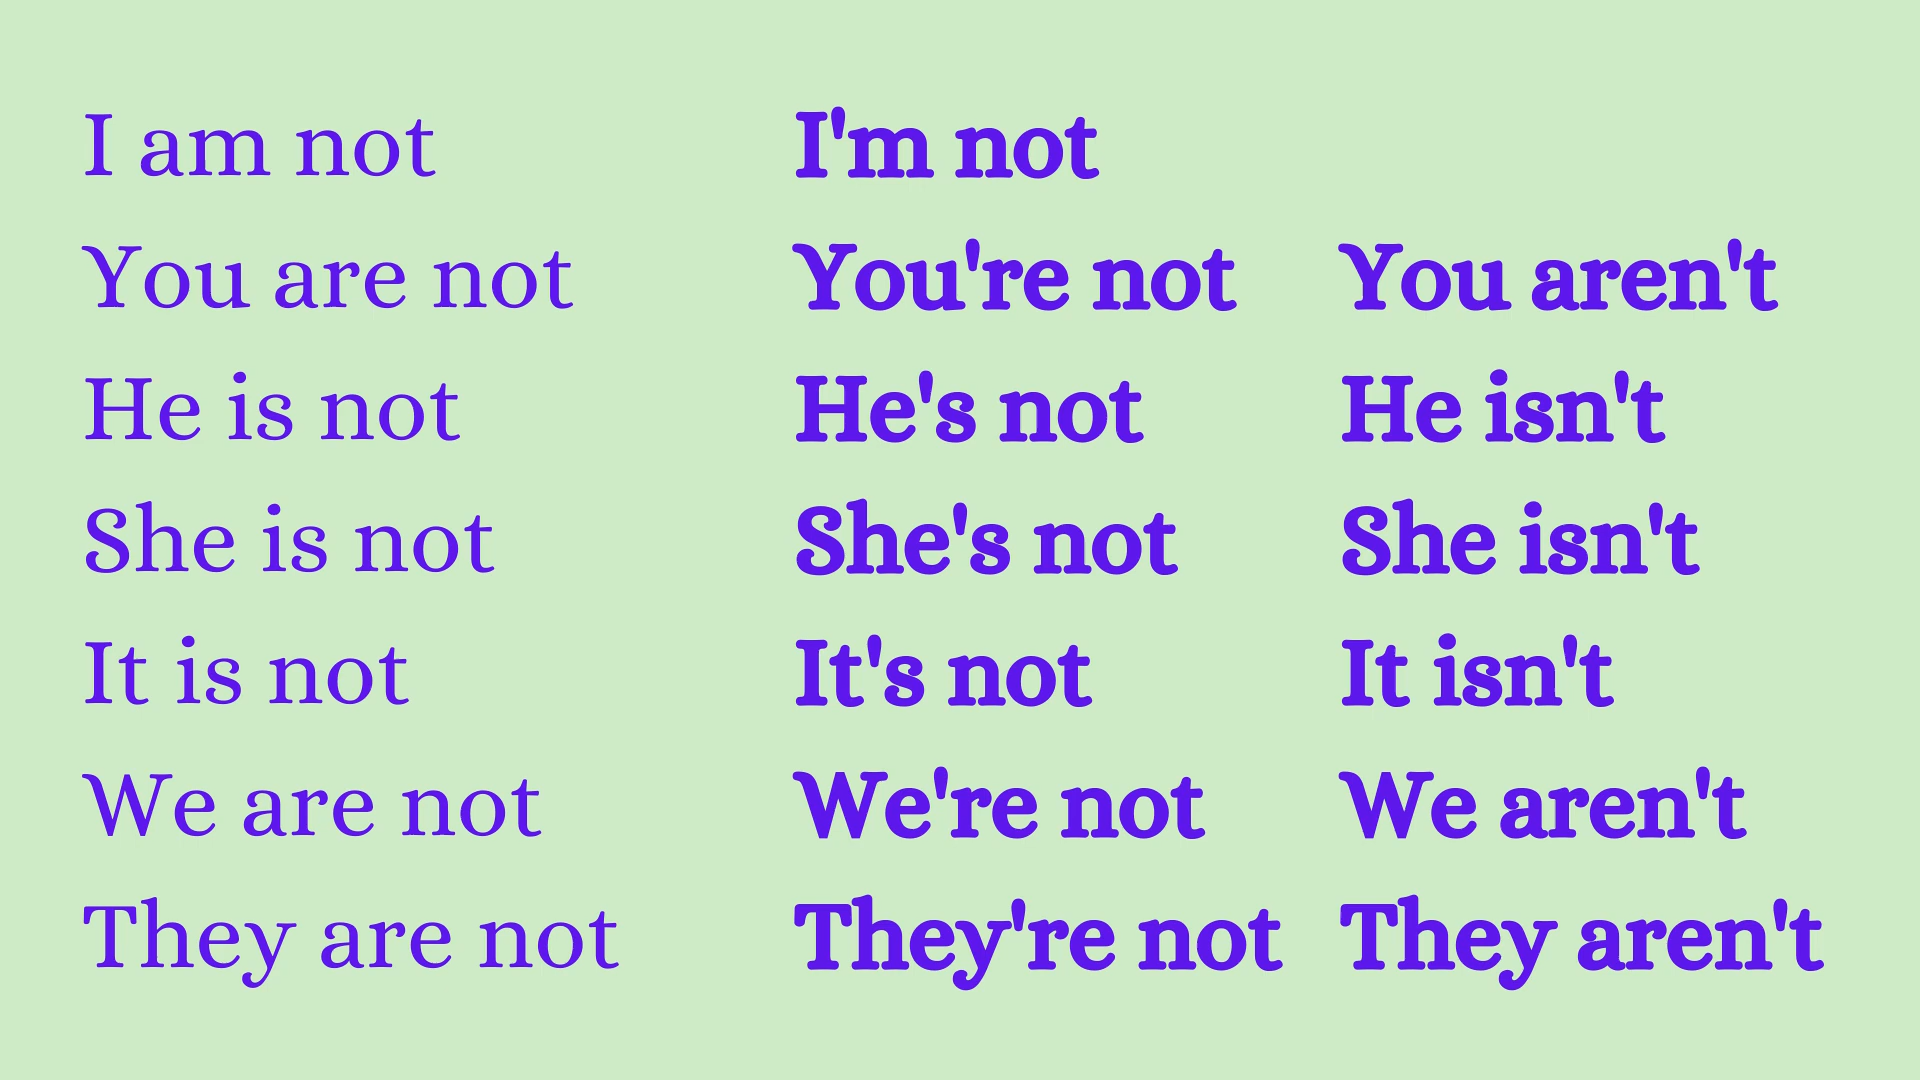 I am not I'm not
You are not You're not You aren't
He is not He's not He isn't
She is not She's not She isn't
It is not It's not It isn't
We are not We're not We aren't
They are not They're not They aren't